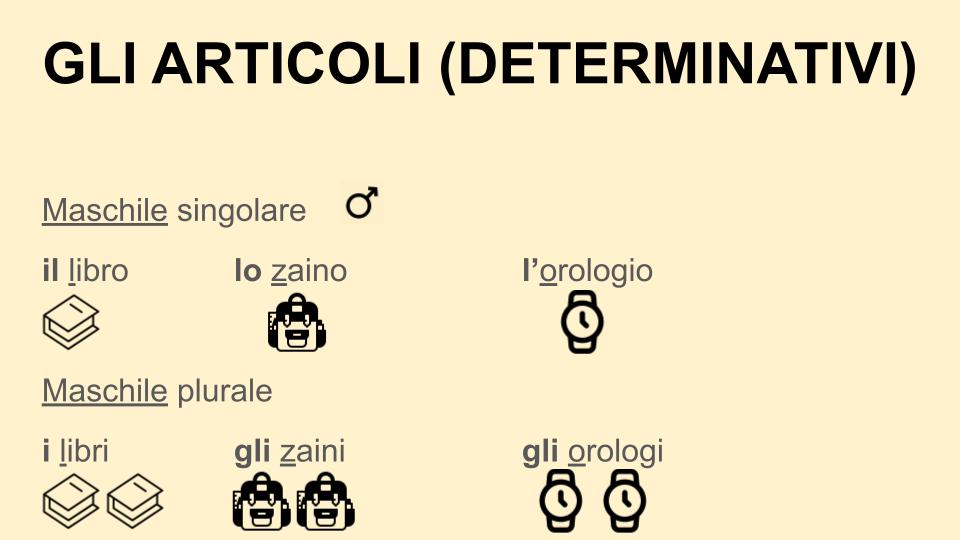 GLI ARTICOLI (DETERMINATIVI)
Maschile singolare
il libro lo zaino l’orologio
Maschile plurale
i libri gli zaini gli orologi